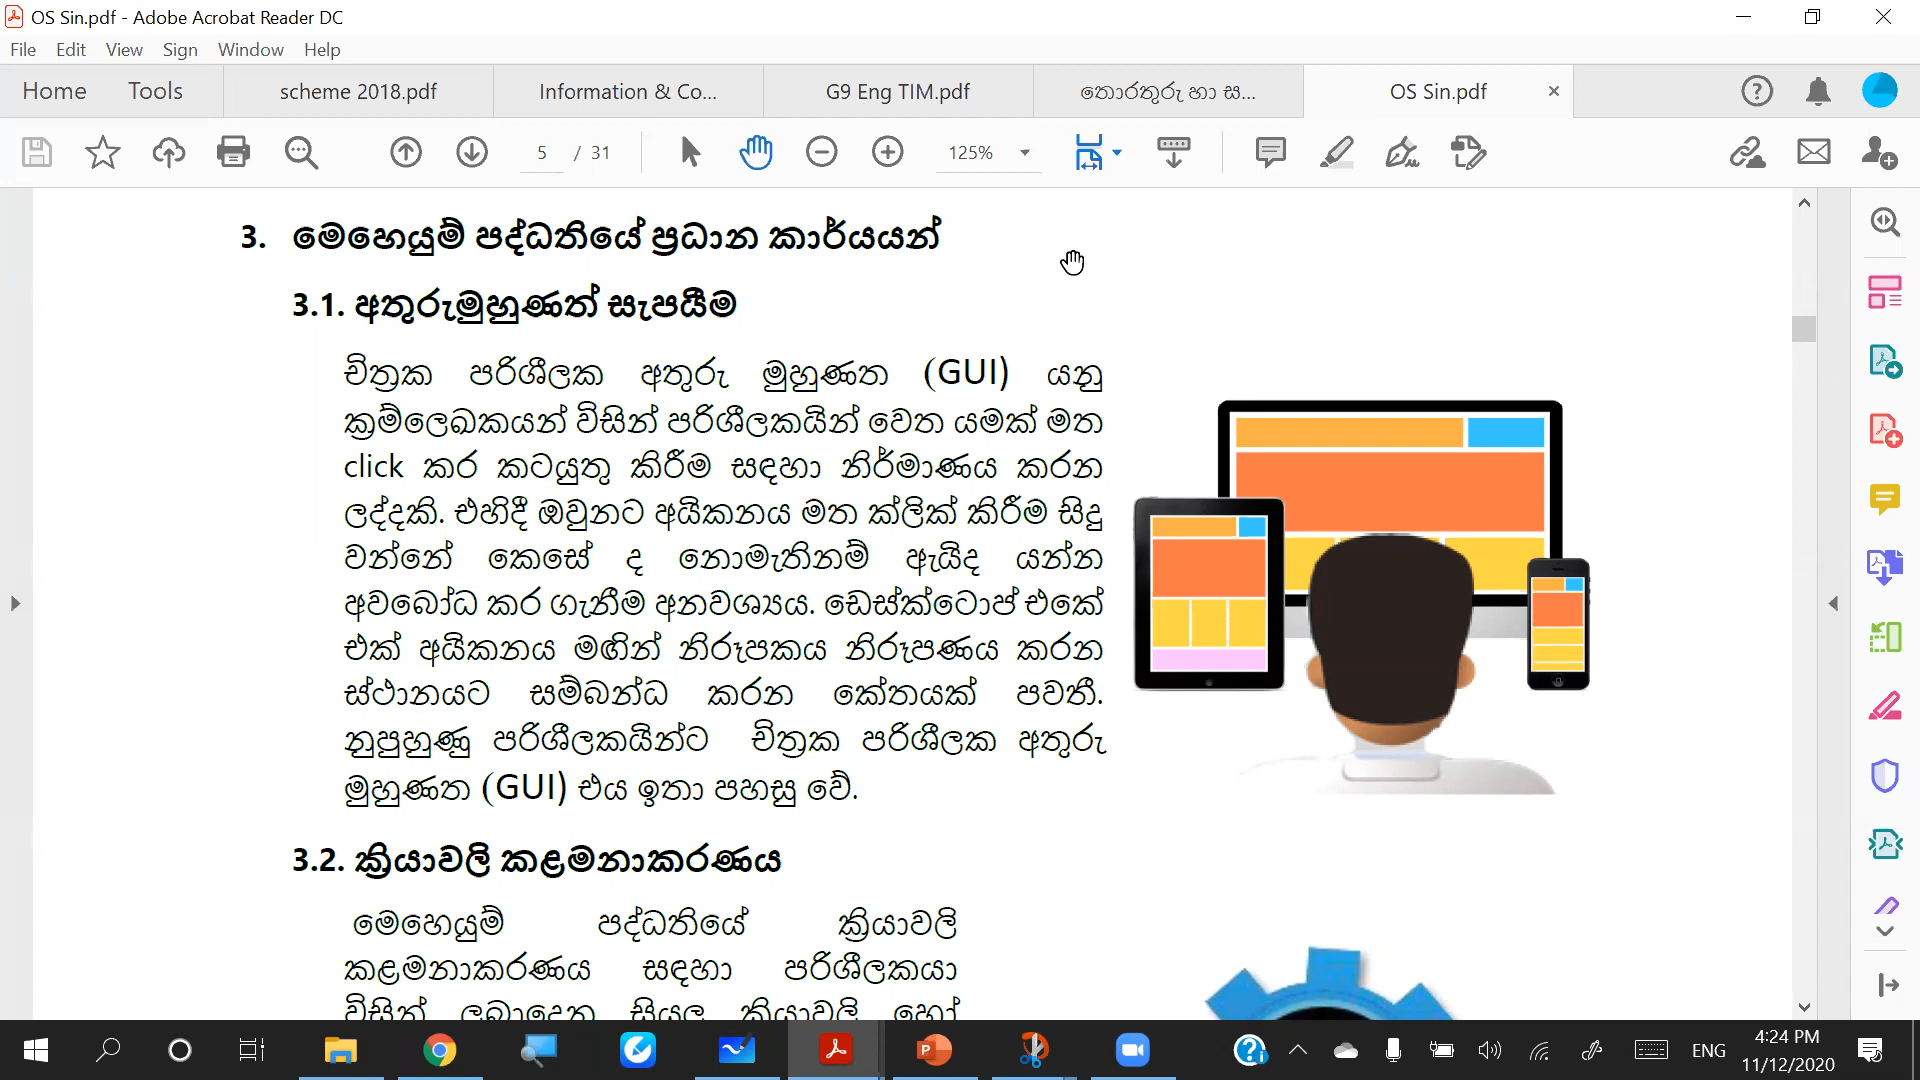 OS Sin.pdf - Adobe Acrobat Reader DC
File Edit View Sign Window Help
Home Tools scheme 2018.pdf Information & Co... G9 Eng TIM.pdf තොරතුරු හා ස... OS Sin.pdf
5 / 31 125%
3. මෙහෙයුම් පද්ධතියේ ප්‍රධාන කාර්යයන්
3.1. අතුරුමුහුණත් සැපයීම
චිත්‍රක පරිශීලක අතුරු මුහුණත (GUI) යනු
ක්‍රම්ලෙඛකයන් විසින් පරිශීලකයින් වෙත යමක් මත
click කර කටයුතු කිරීම සඳහා නිර්මාණය කරන
ලද්දකි. එහිදී ඔවුනට අයිකනය මත ක්ලික් කිරීම සිදු
වන්නේ කෙසේ ද නොමැතිනම් ඇයිද යන්න
අවබෝධ කර ගැනීම අනවශ්‍යය. ඩෙස්ක්ටොප් එකේ
එක් අයිකනය මඟින් නිරූපකය නිරූපණය කරන
ස්ථානයට සම්බන්ධ කරන කේතයක් පවතී.
නුපුහුණු පරිශීලකයින්ට චිත්‍රක පරිශීලක අතුරු
මුහුණත (GUI) එය ඉතා පහසු වේ.
3.2. ක්‍රියාවලි කළමනාකරණය
මෙහෙයුම් පද්ධතියේ ක්‍රියාවලි
කළමනාකරණය සඳහා පරිශීලකයා
විසින් ලබාදෙන සියලු ක්‍රියාවලි හෝ
ENG
4:24 PM
11/12/2020